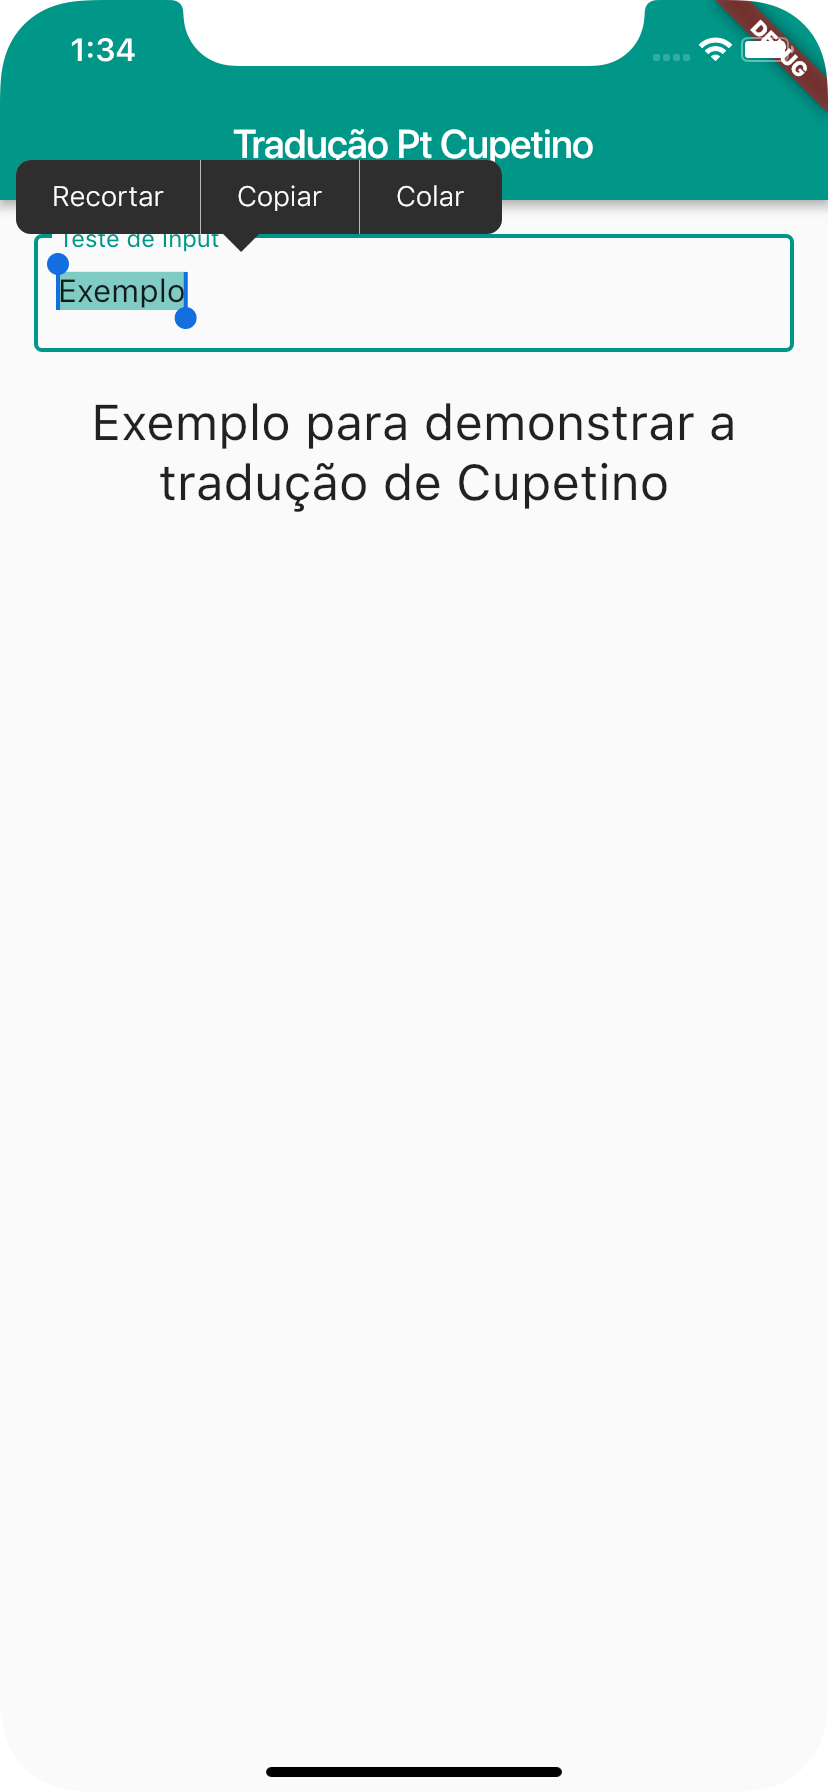 1:34
DEBUG
Tradução Pt Cupetino
Recortar Copiar Colar
Teste de Input
Exemplo
Exemplo para demonstrar a
tradução de Cupetino